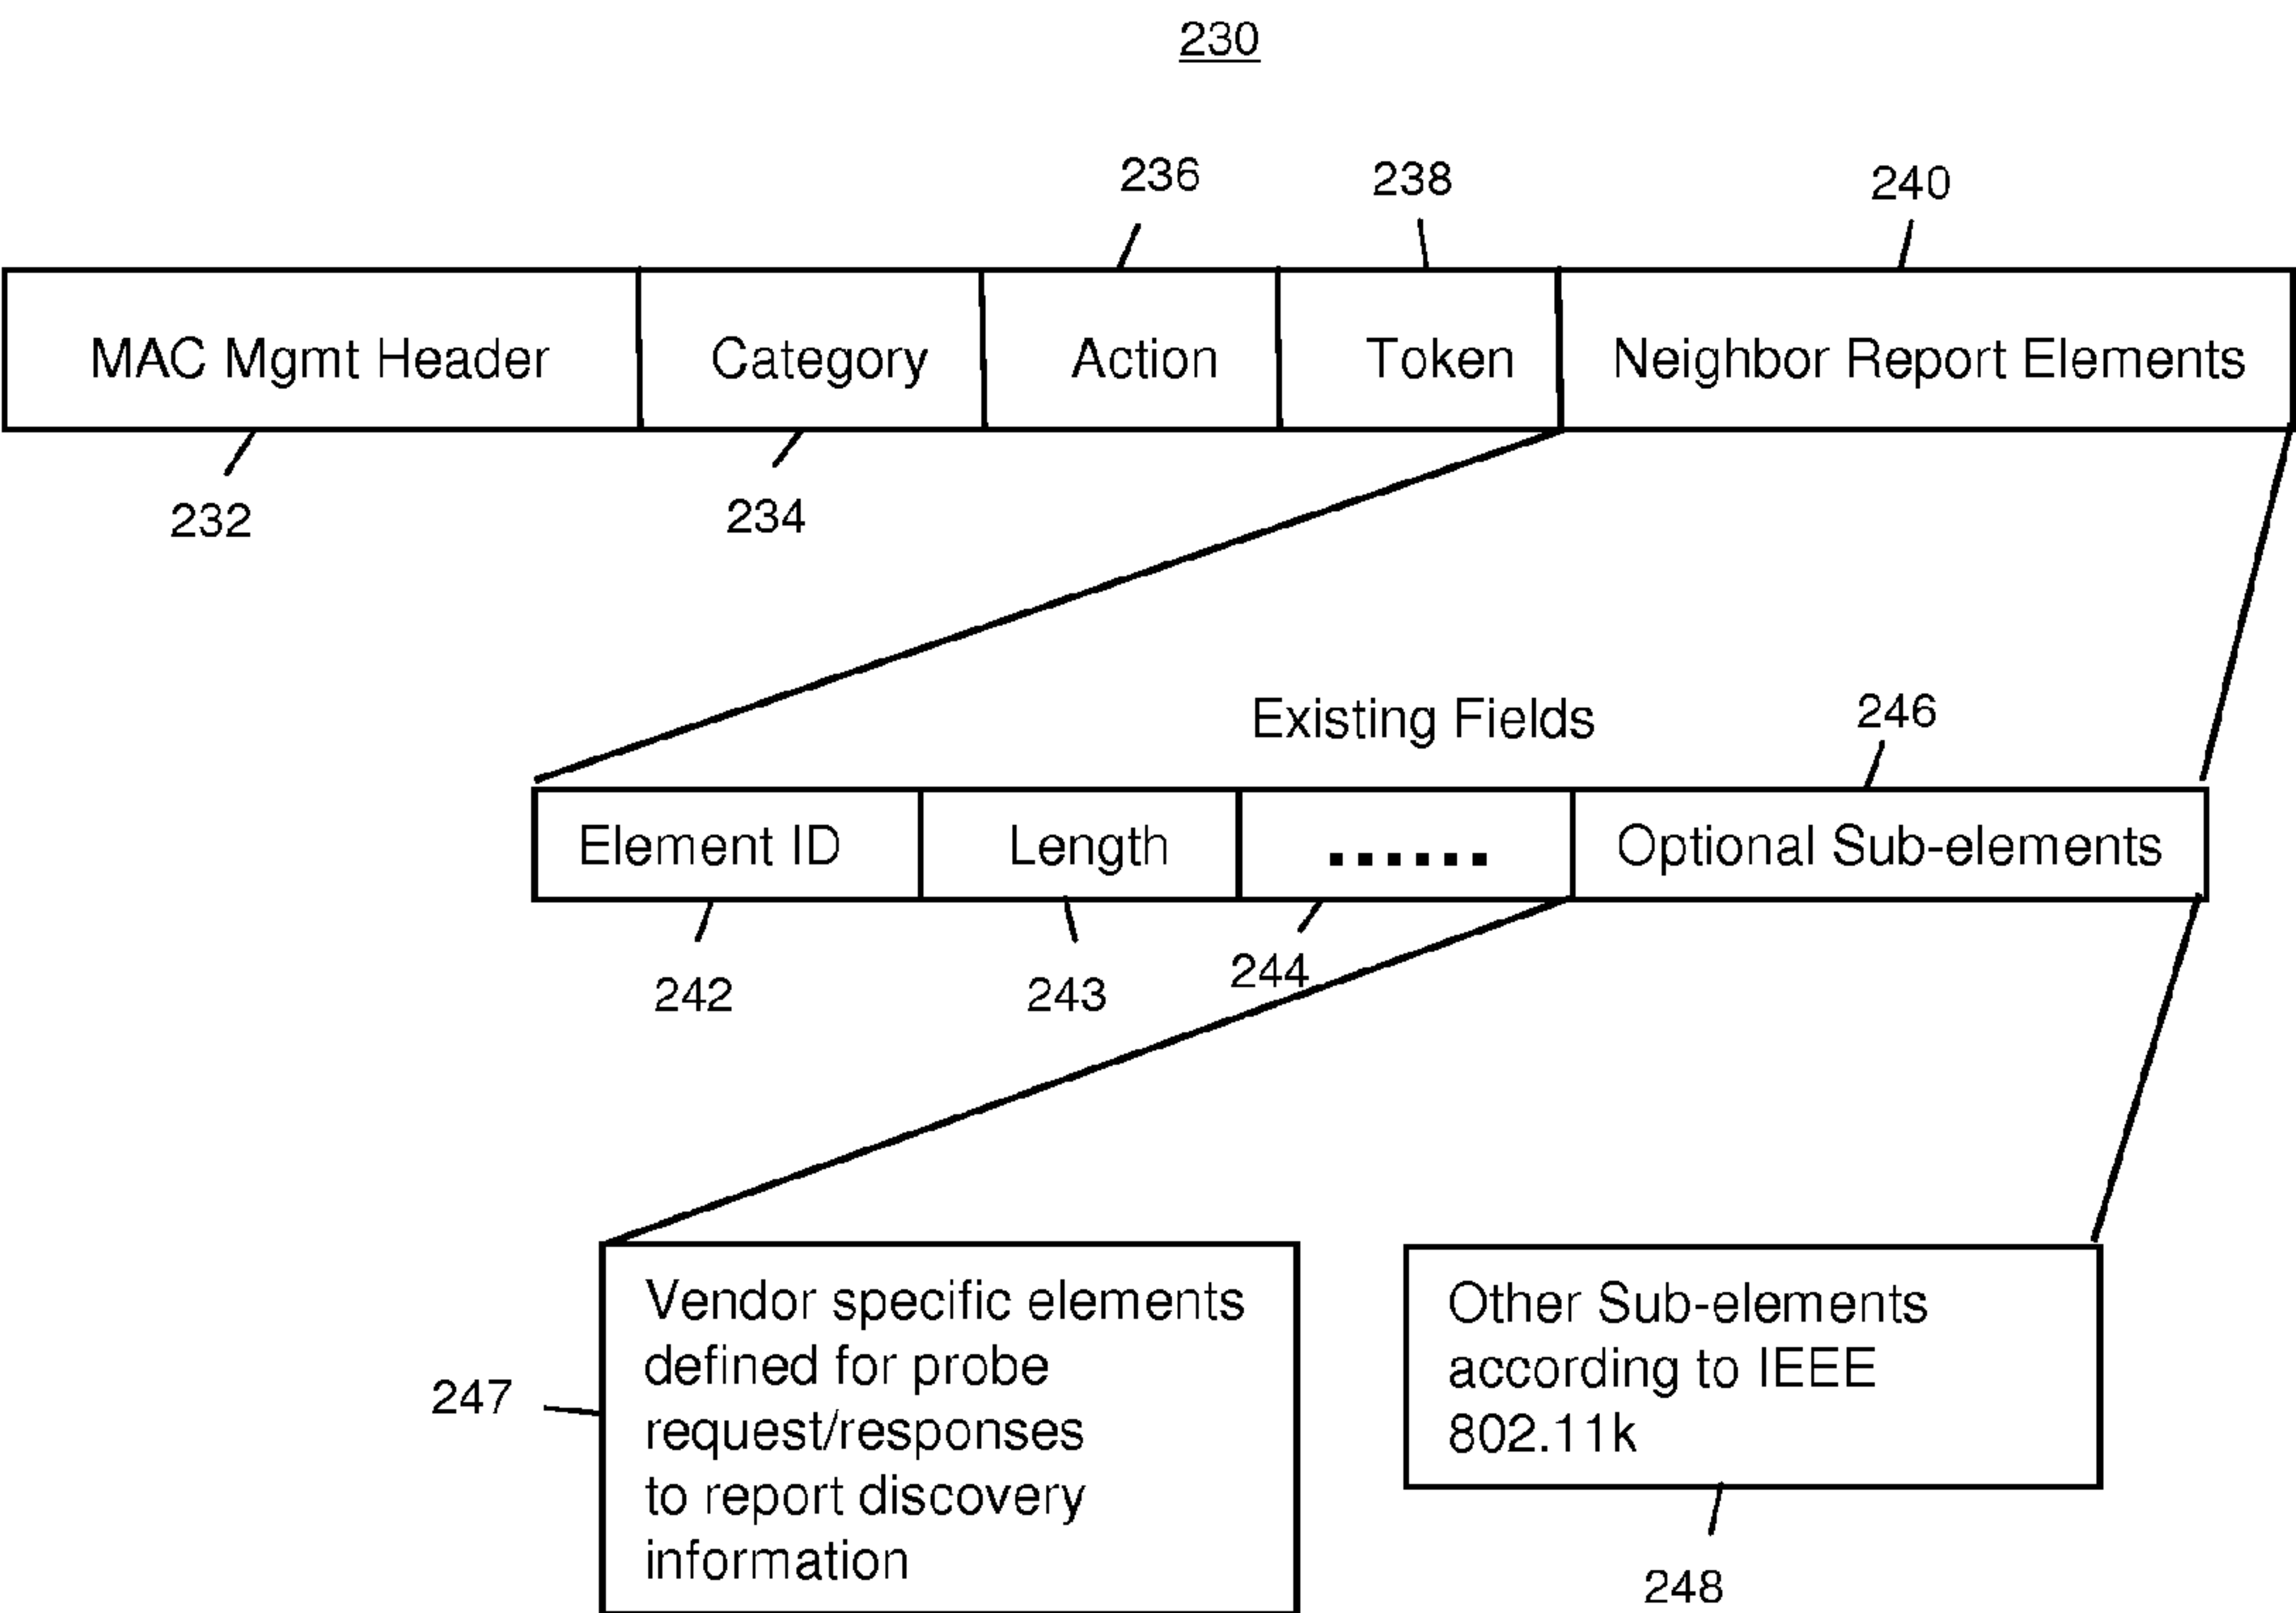 230
236 238 240
MAC Mgmt Header Category Action Token Neighbor Report Elements
232 234
Existing Fields 246
Element ID Length ...... Optional Sub-elements
242 243 244
Vendor specific elements
defined for probe
request/responses
to report discovery
information
247
Other Sub-elements
according to IEEE
802.11k
248